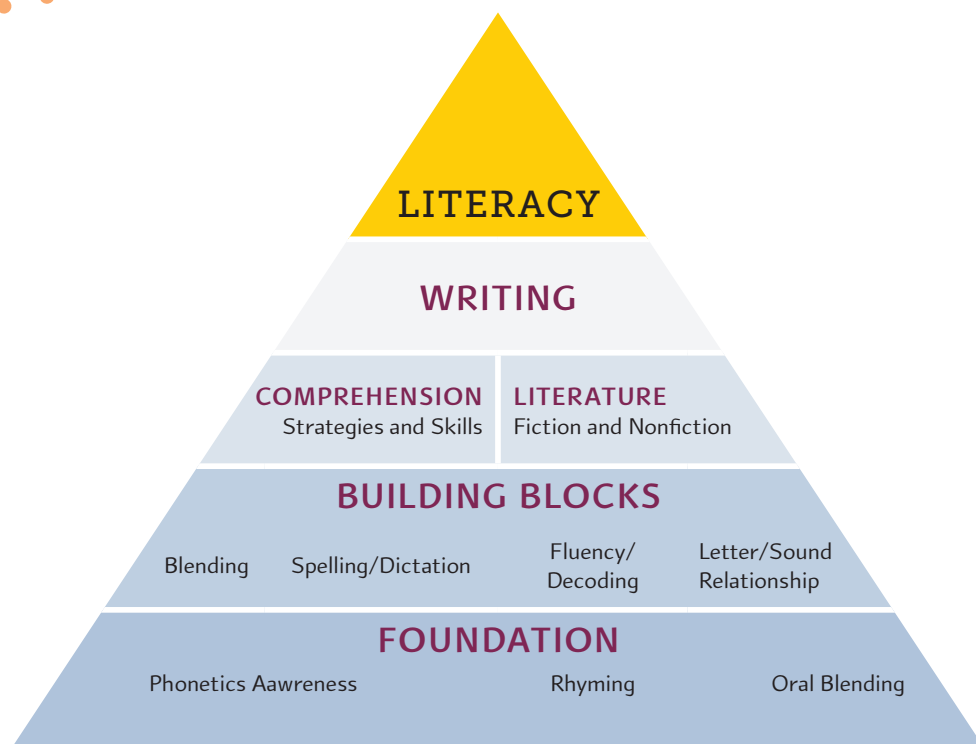 LITERACY
WRITING
COMPREHENSION
Strategies and Skills
LITERATURE
Fiction and Nonfiction
BUILDING BLOCKS
Blending
Spelling/Dictation
Fluency/
Decoding
Letter/Sound
Relationship
FOUNDATION
Phonetics Aawreness
Rhyming
Oral Blending